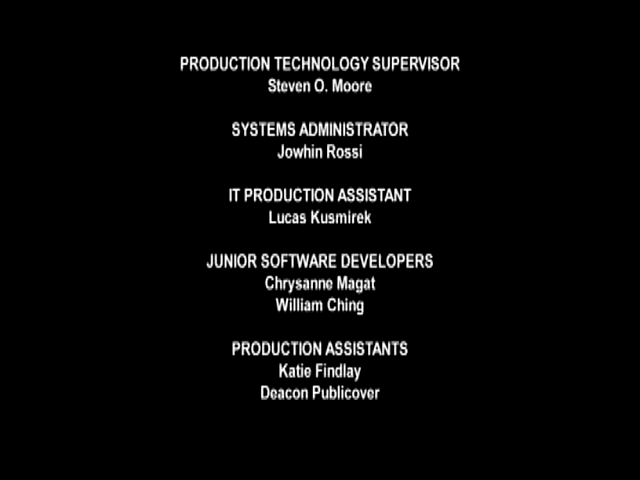 PRODUCTION TECHNOLOGY SUPERVISOR
Steven O. Moore
SYSTEMS ADMINISTRATOR
Jowhin Rossi
IT PRODUCTION ASSISTANT
Lucas Kusmirek
JUNIOR SOFTWARE DEVELOPERS
Chrysanne Magat
William Ching
PRODUCTION ASSISTANTS
Katie Findlay
Deacon Publicover